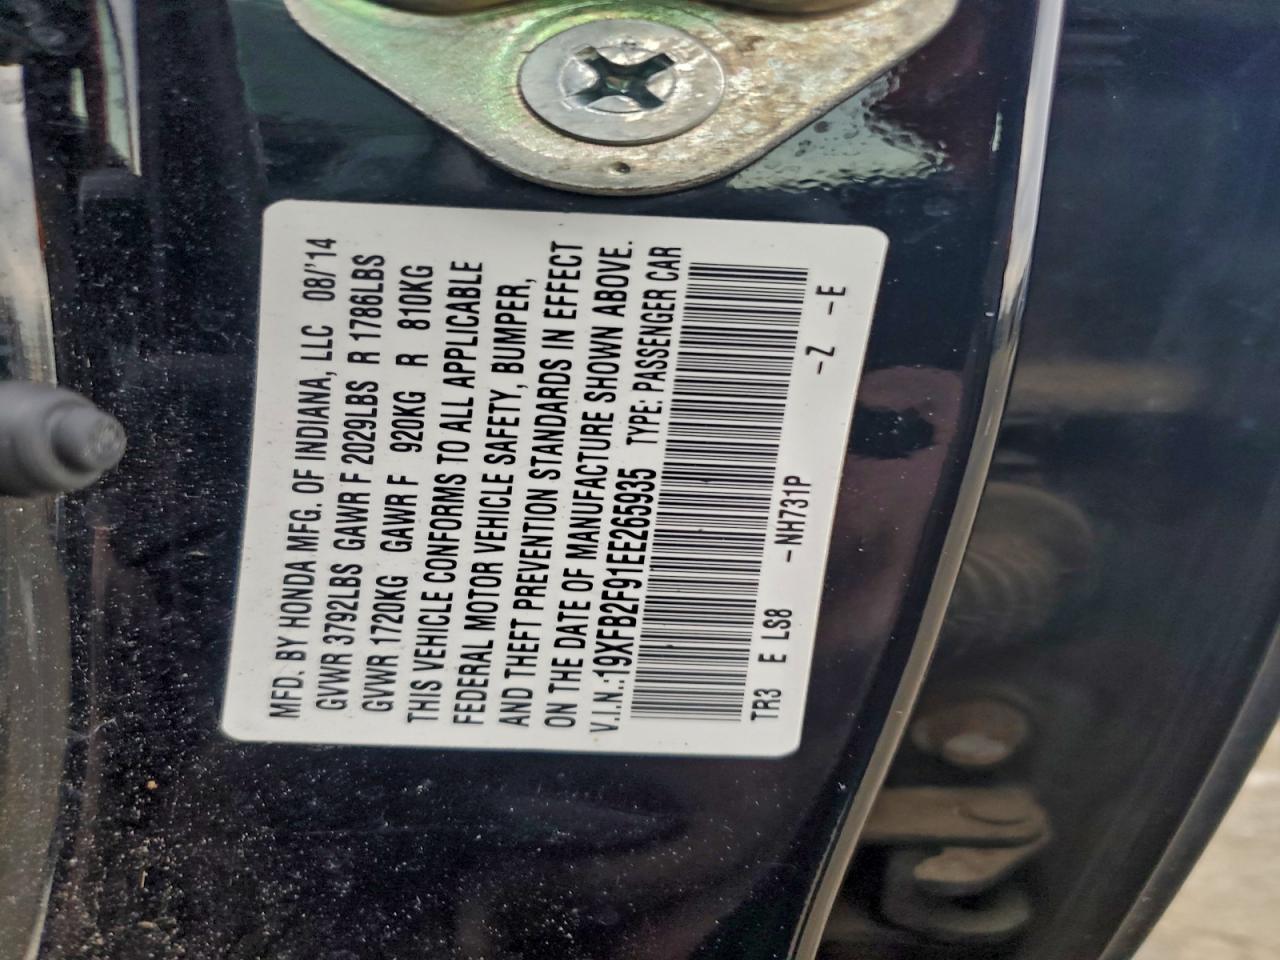 MFD. BY HONDA MFG. OF INDIANA, LLC 08/'14
GVWR 3792LBS GAWR F 2029LBS R 1786LBS
GVWR 1720KG GAWR F 920KG R 810KG
THIS VEHICLE CONFORMS TO ALL APPLICABLE
FEDERAL MOTOR VEHICLE SAFETY, BUMPER,
AND THEFT PREVENTION STANDARDS IN EFFECT
ON THE DATE OF MANUFACTURE SHOWN ABOVE.
V.I.N.:19XFB2F91EE265935 TYPE: PASSENGER CAR
TR3 E LS8 -NH731P -Z -E